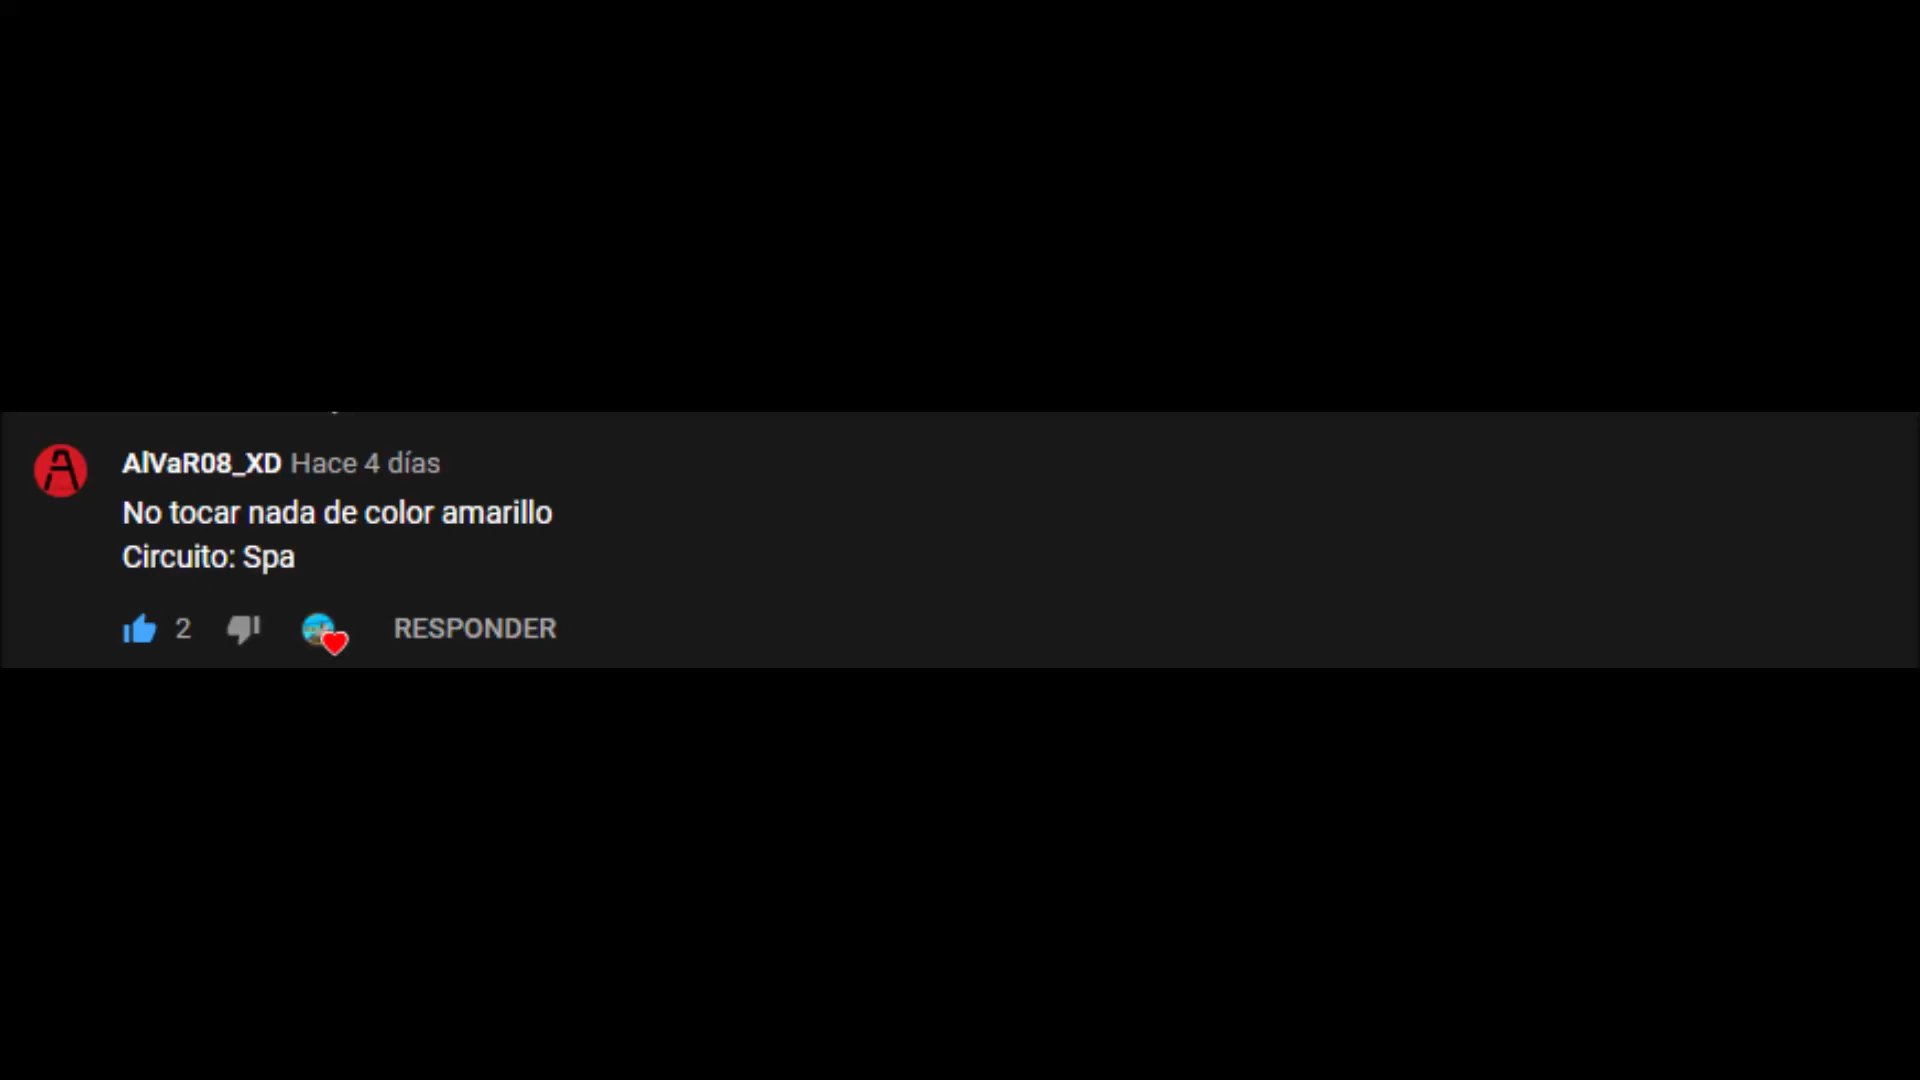 AlVaR08_XD Hace 4 días
No tocar nada de color amarillo
Circuito: Spa
2 RESPONDER